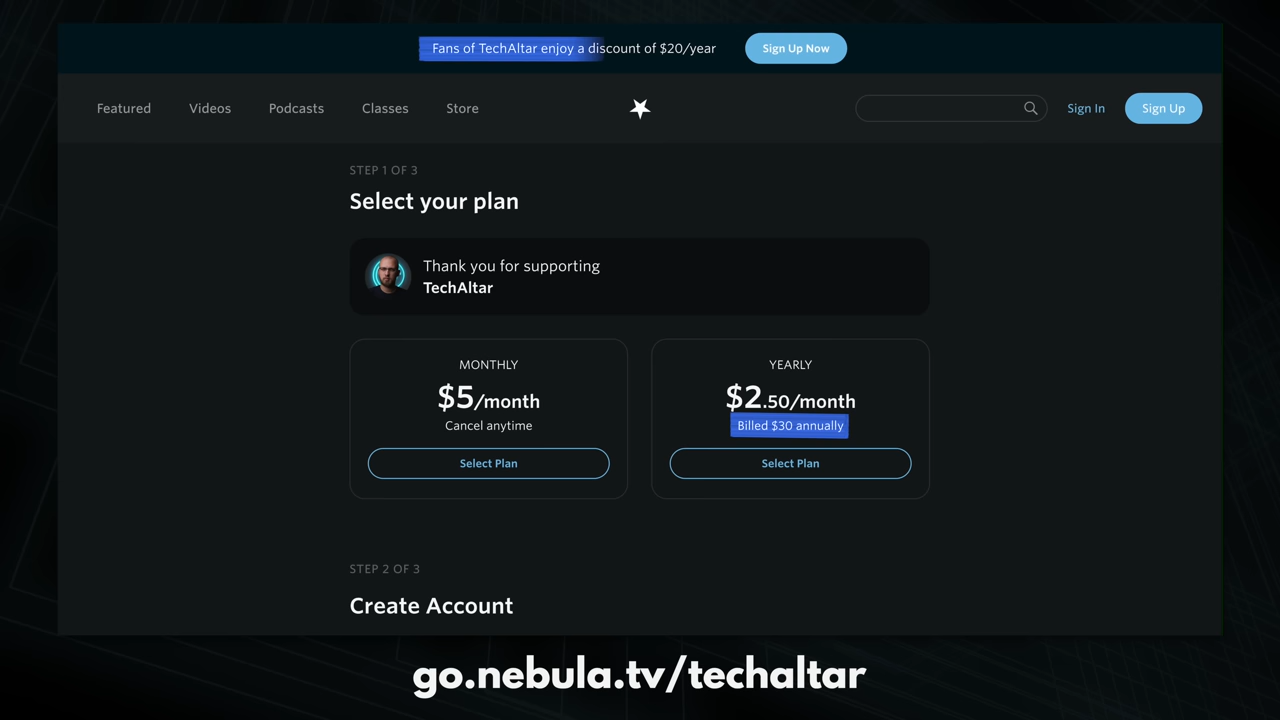 Fans of TechAltar enjoy a discount of $20/year
Sign Up Now
Featured
Videos
Podcasts
Classes
Store
Sign In
Sign Up
STEP 1 OF 3
Select your plan
Thank you for supporting
TechAltar
MONTHLY
$5/month
Cancel anytime
Select Plan
YEARLY
$2.50/month
Billed $30 annually
Select Plan
STEP 2 OF 3
Create Account
go.nebula.tv/techaltar